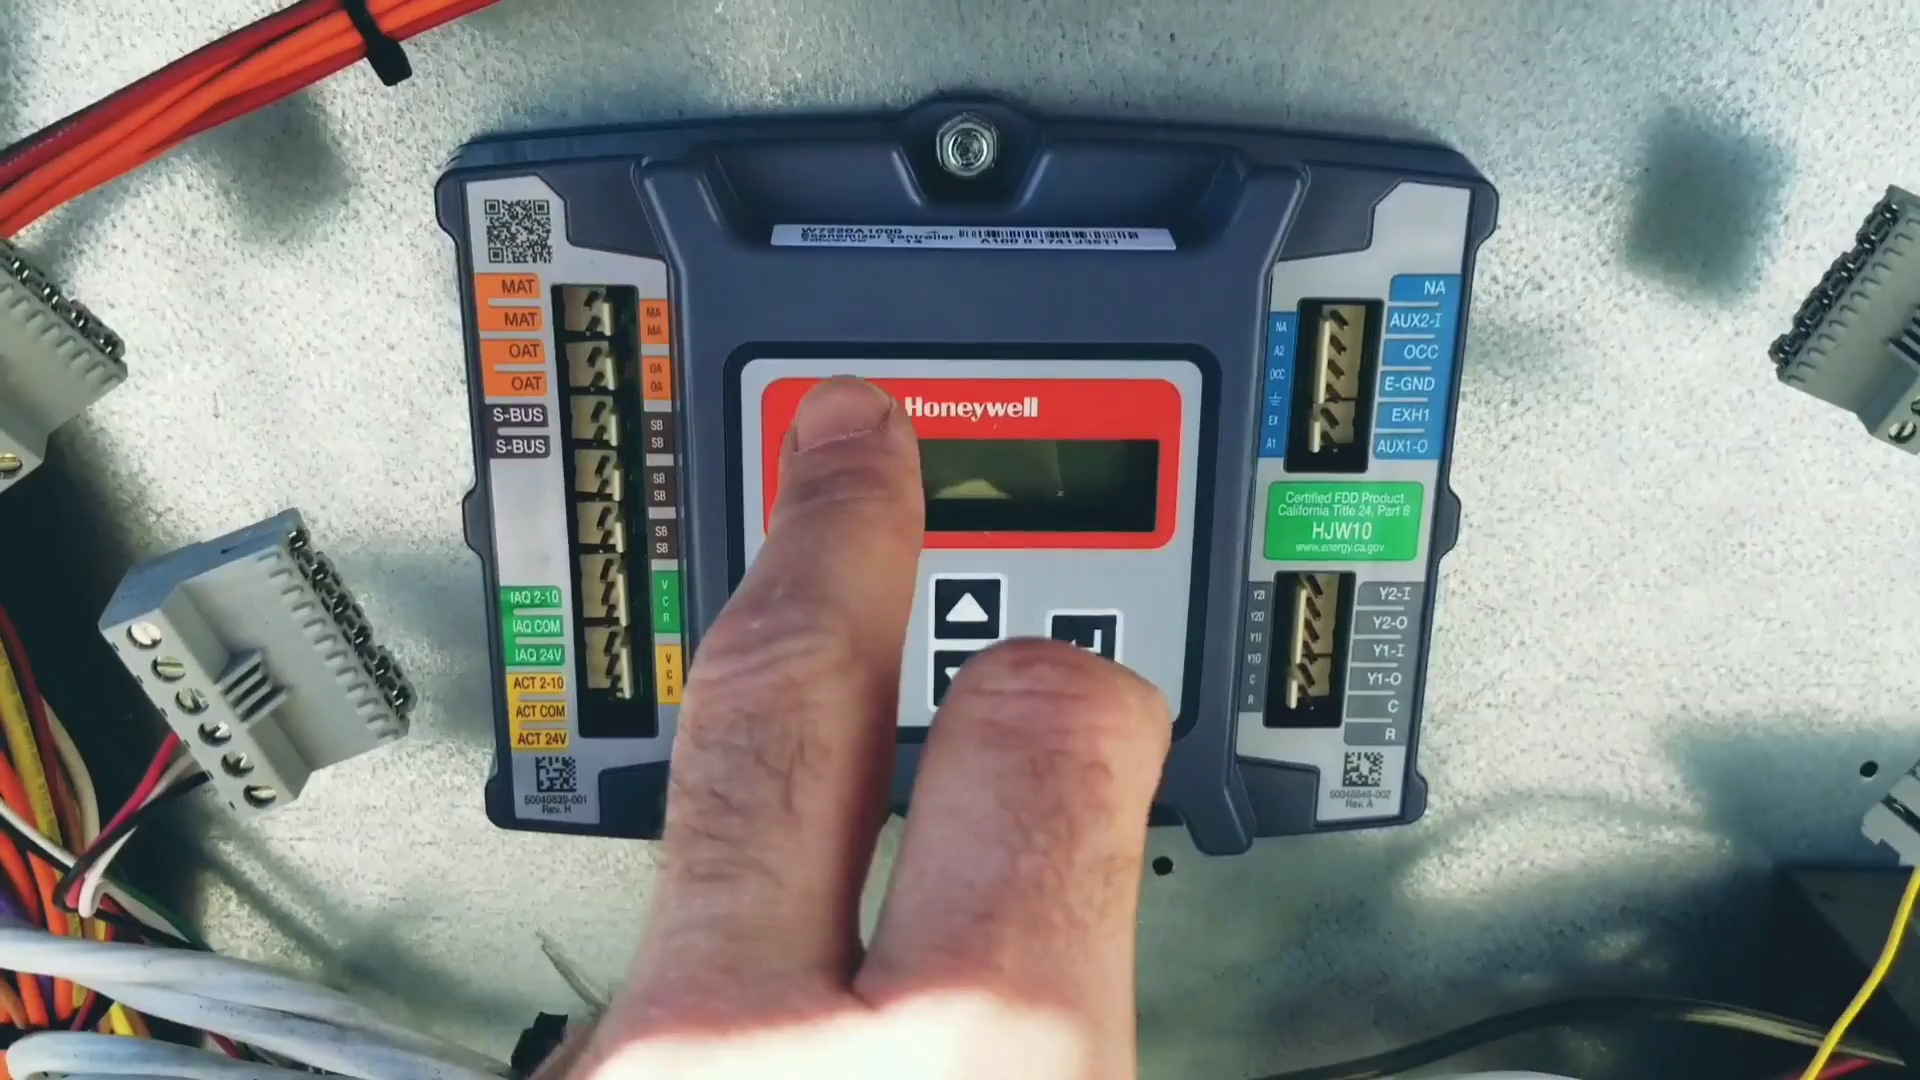 W7220A1000
Economizer Controller
MAT
MAT
OAT
OAT
S-BUS
S-BUS
IAQ 2-10
IAQ COM
IAQ 24V
ACT 2-10
ACT COM
ACT 24V
50040839-001
Rev. H
MA
MA
OA
OA
SB
SB
SB
SB
SB
SB
V
C
R
V
C
R
Honeywell
NA
A2
OCC
EX
A1
NA
AUX2-I
OCC
E-GND
EXH1
AUX1-O
Certified FDD Product
California Title 24, Part 6
HJW10
www.energy.ca.gov
Y2I
Y2O
Y1I
Y1O
C
R
Y2-I
Y2-O
Y1-I
Y1-O
C
R
Rev. A